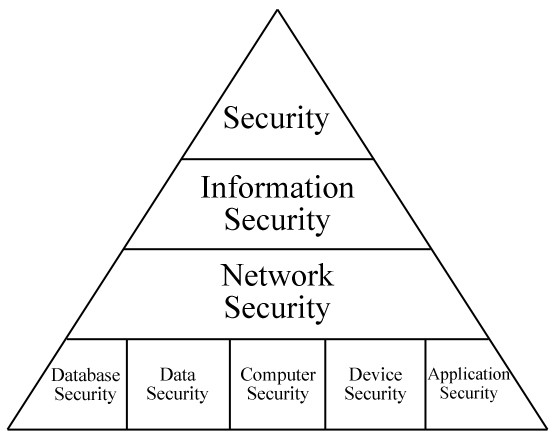 Security
Information
Security
Network
Security
Database
Security
Data
Security
Computer
Security
Device
Security
Application
Security